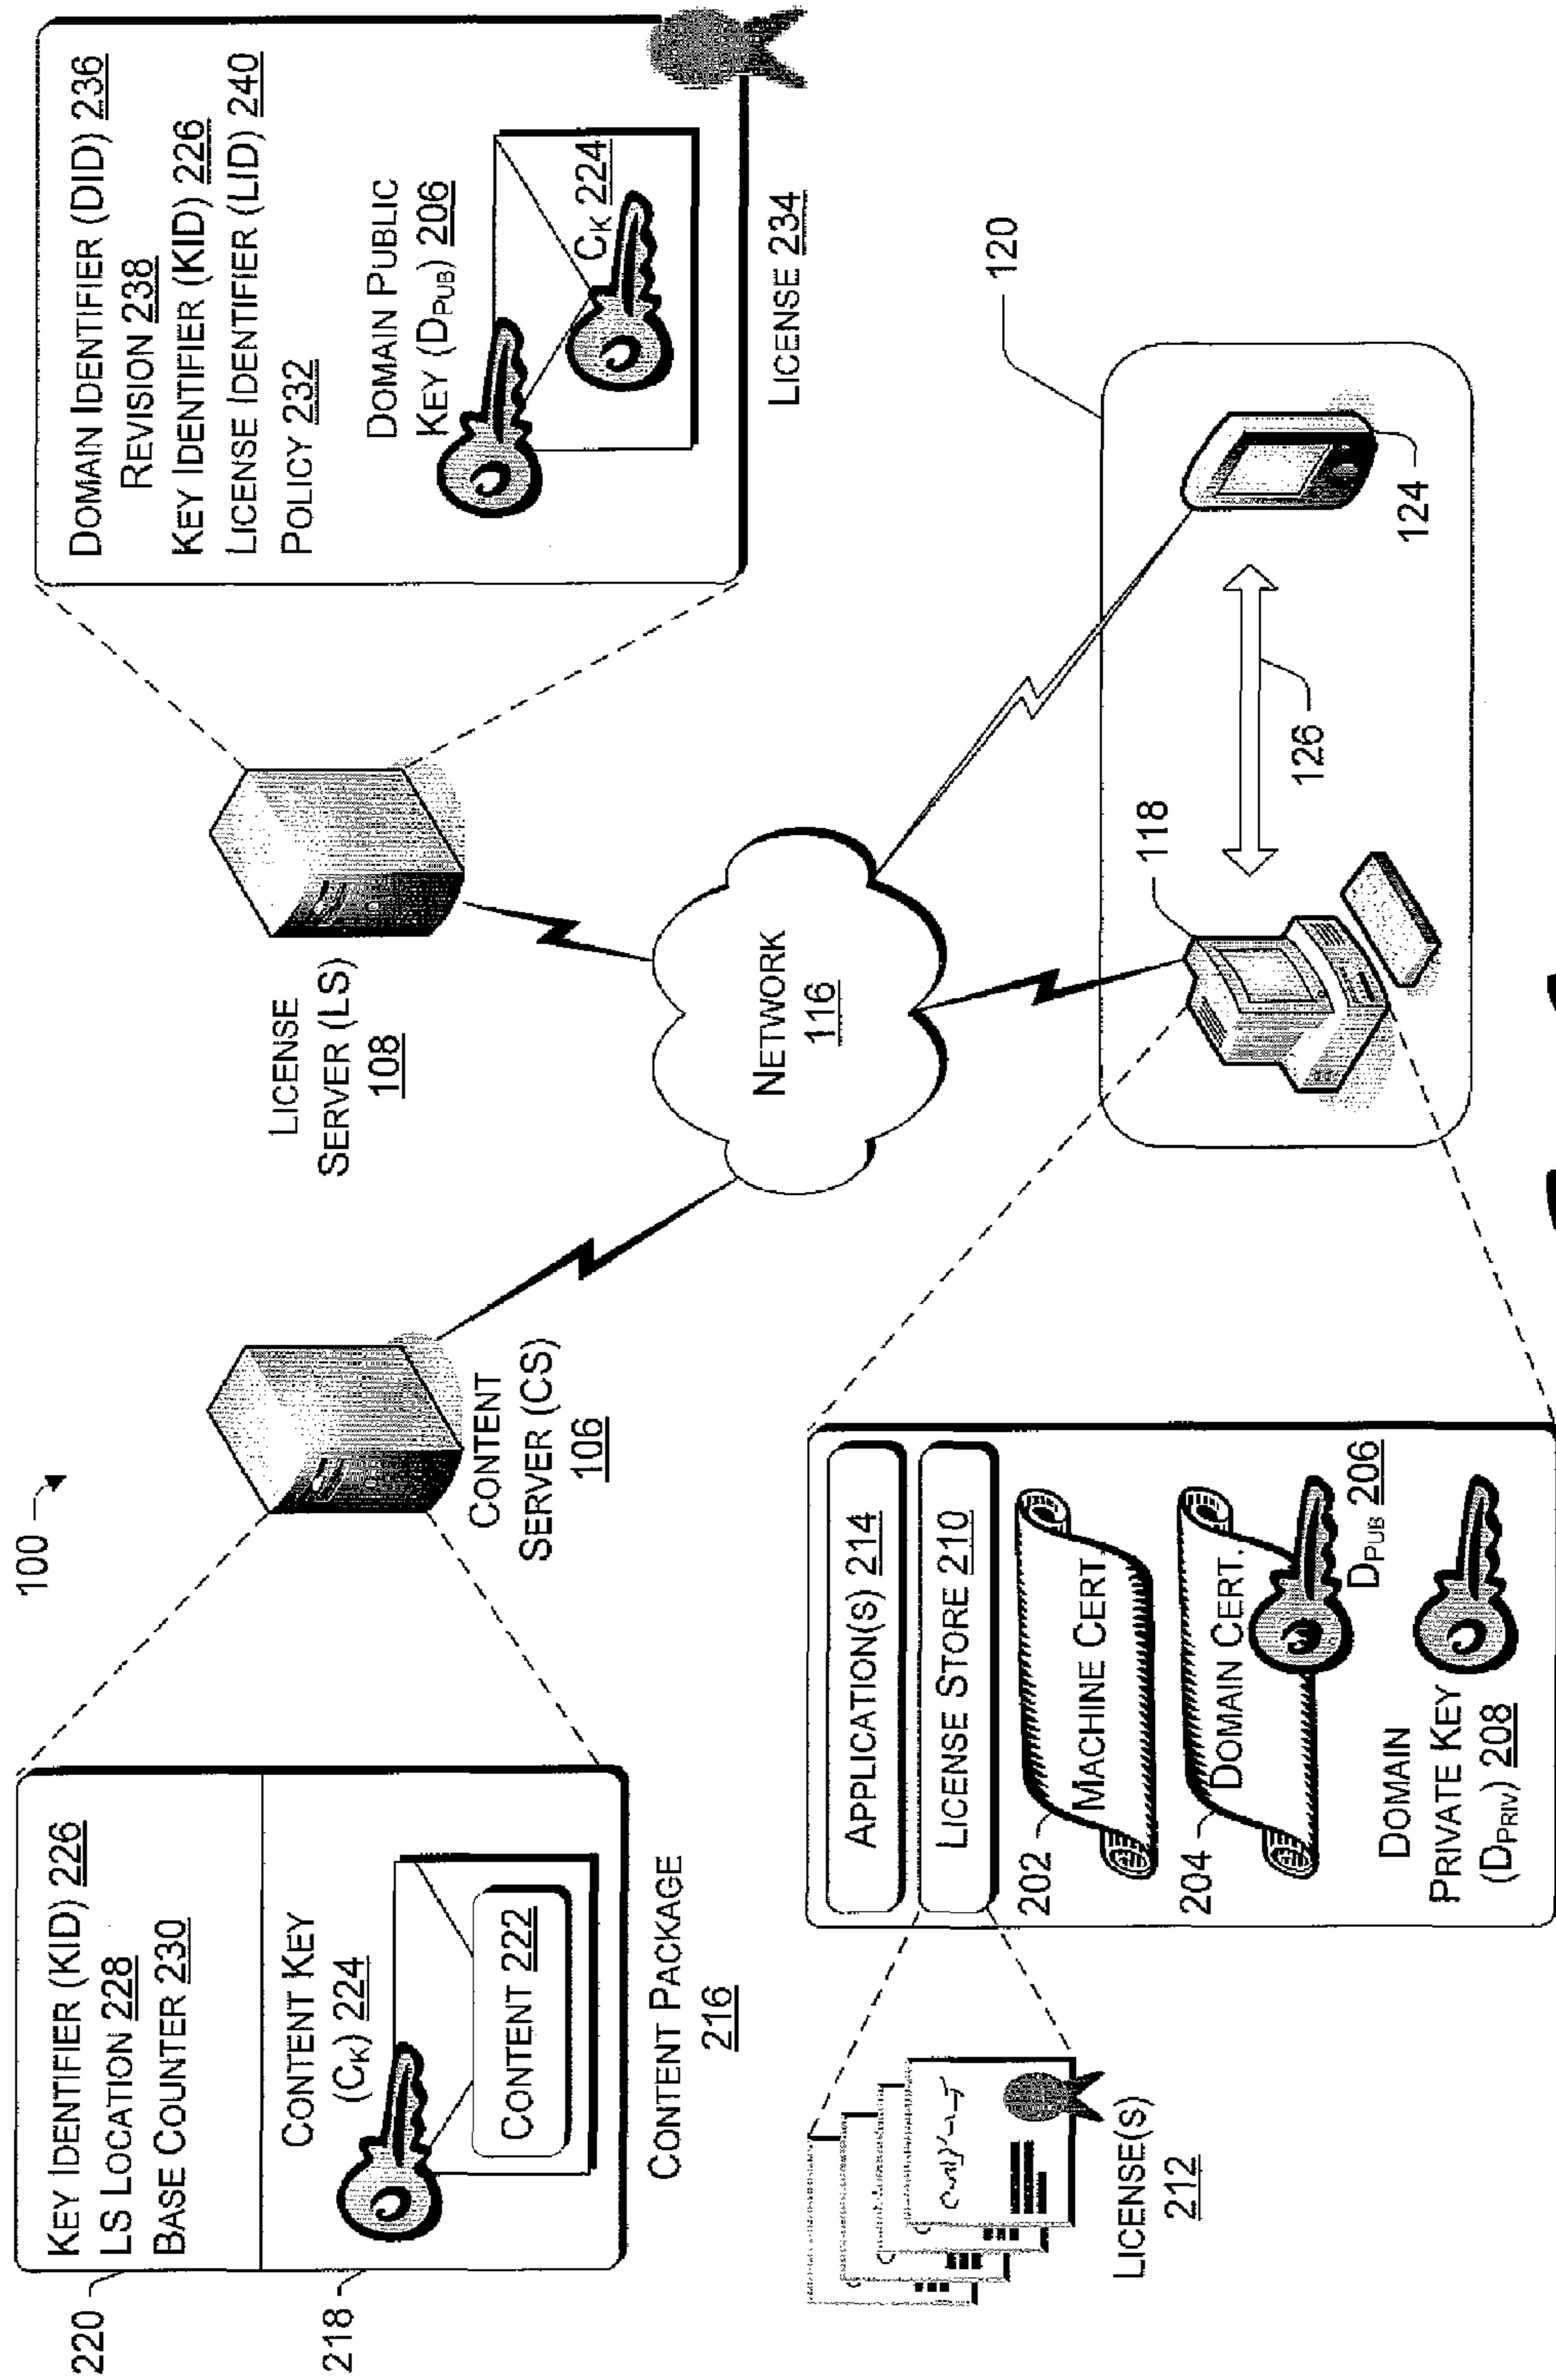 100
220
KEY IDENTIFIER (KID) 226
LS LOCATION 228
BASE COUNTER 230
218
CONTENT KEY
(CK) 224
CONTENT 222
CONTENT PACKAGE
216
CONTENT
SERVER (CS)
106
LICENSE
SERVER (LS)
108
DOMAIN IDENTIFIER (DID) 236
REVISION 238
KEY IDENTIFIER (KID) 226
LICENSE IDENTIFIER (LID) 240
POLICY 232
DOMAIN PUBLIC
KEY (DPUB) 206
CK 224
LICENSE 234
NETWORK
116
120
118
126
124
APPLICATION(S) 214
LICENSE STORE 210
202
MACHINE CERT.
204
DOMAIN CERT.
DPUB 206
DOMAIN
PRIVATE KEY
(DPRIV) 208
LICENSE(S)
212